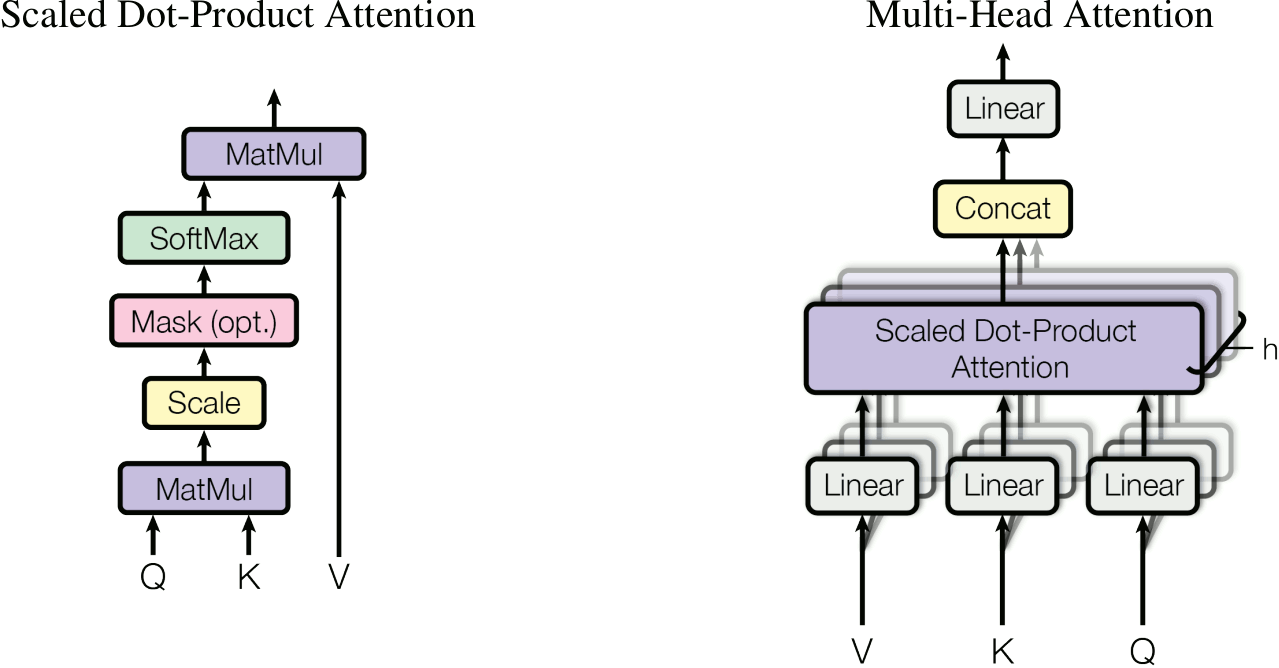 Scaled Dot-Product Attention
MatMul
SoftMax
Mask (opt.)
Scale
MatMul
Q K V
Multi-Head Attention
Linear
Concat
Scaled Dot-Product
Attention
h
Linear Linear Linear
V K Q